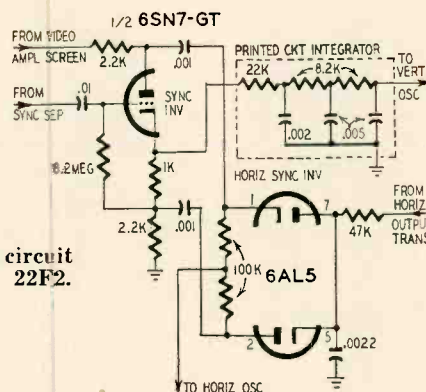 1/2 6SN7-GT
FROM VIDEO
AMPL SCREEN
2.2K
.001
PRINTED CKT INTEGRATOR
TO
VERT
OSC
22K
8.2K
.002
.005
FROM
SYNC SEP
.01
SYNC
INV
8.2MEG
1K
2.2K
.001
HORIZ SYNC INV
1
7
FROM
HORIZ
OUTPUT
TRANS
47K
100K
6AL5
2
5
.0022
TO HORIZ OSC
circuit
22F2.